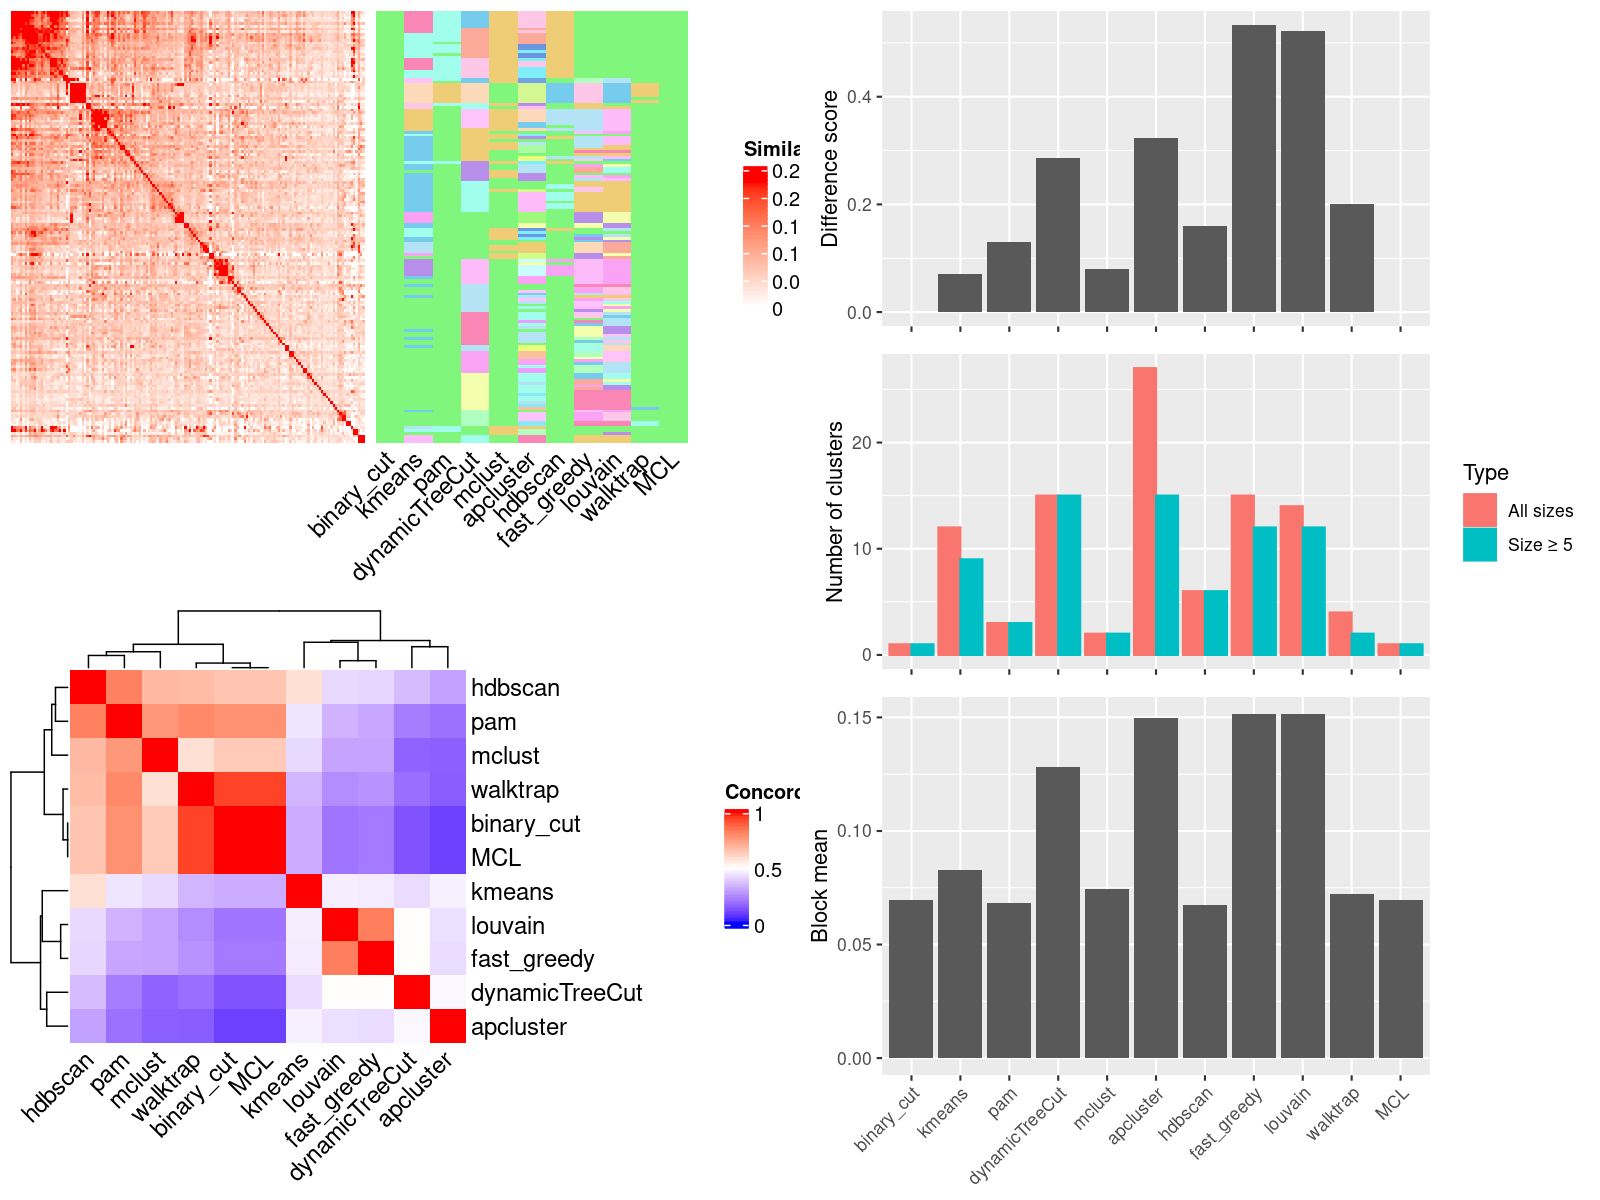 Simila
0.2
0.2
0.1
0.1
0.0
0
binary_cut
kmeans
pam
dynamicTreeCut
mclust
apcluster
hdbscan
fast_greedy
louvain
walktrap
MCL
hdbscan
pam
mclust
walktrap
binary_cut
MCL
kmeans
louvain
fast_greedy
dynamicTreeCut
apcluster
hdbscan
pam
mclust
walktrap
binary_cut
MCL
kmeans
louvain
fast_greedy
dynamicTreeCut
apcluster
Concord
1
0.5
0
Difference score
0.4
0.2
0.0
Number of clusters
20
10
0
Type
All sizes
Size ≥ 5
Block mean
0.15
0.10
0.05
0.00
binary_cut
kmeans
pam
dynamicTreeCut
mclust
apcluster
hdbscan
fast_greedy
louvain
walktrap
MCL